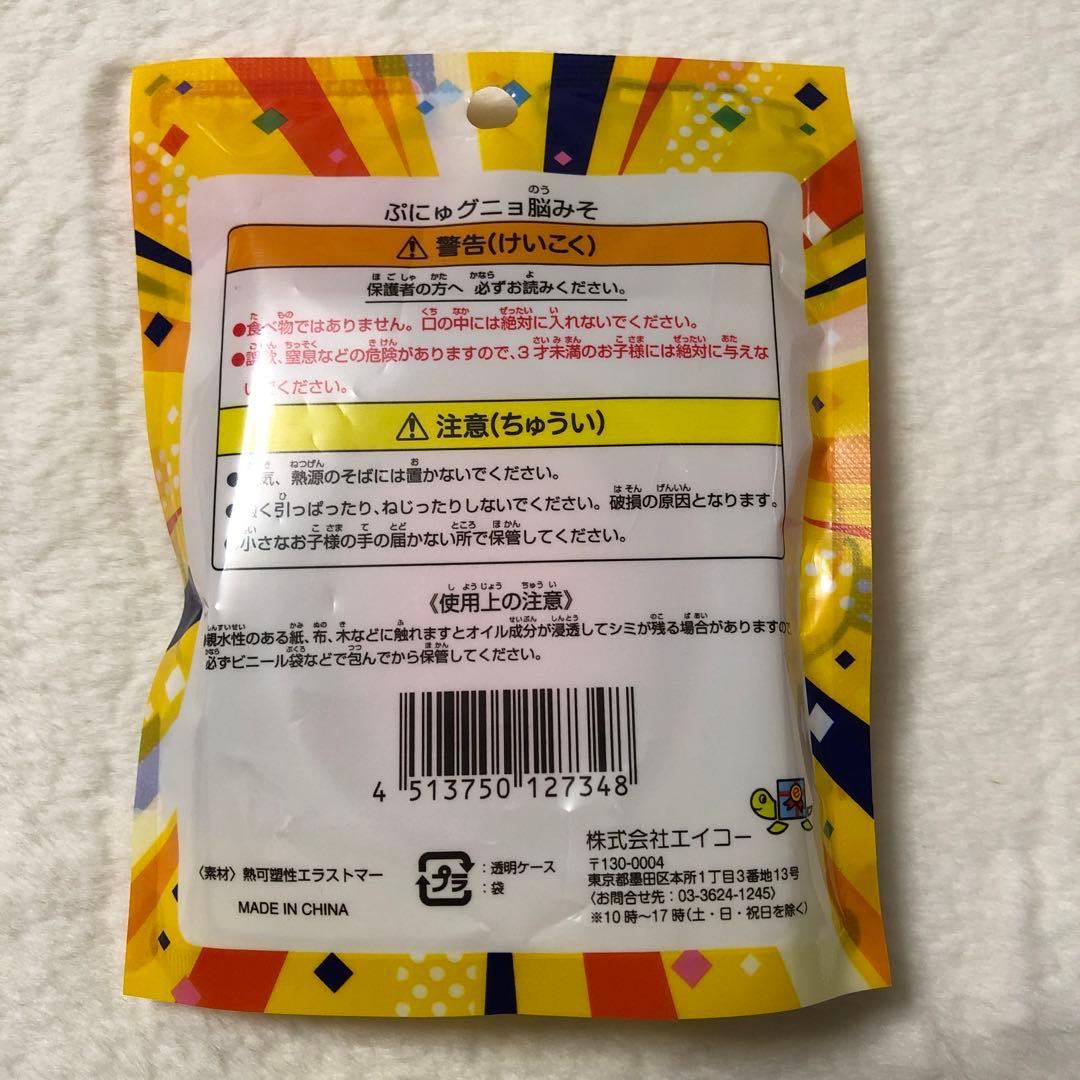 ぷにゅグニョ脳みそ
のう
⚠ 警告(けいこく)
保護者の方へ 必ずお読みください。
●食べ物ではありません。口の中には絶対に入れないでください。
●誤飲、窒息などの危険がありますので、3才未満のお子様には絶対に与えな
いでください。
⚠ 注意(ちゅうい)
気、熱源のそばには置かないでください。
く引っぱったり、ねじったりしないでください。破損の原因となります。
小さなお子様の手の届かない所で保管してください。
《使用上の注意》
親水性のある紙、布、木などに触れますとオイル成分が浸透してシミが残る場合がありますので
必ずビニール袋などで包んでから保管してください。
4 513750 127348
株式会社エイコー
〒130-0004
東京都墨田区本所1丁目3番地13号
〈お問合せ先:03-3624-1245〉
※10時～17時(土・日・祝日を除く)
〈素材〉熱可塑性エラストマー
MADE IN CHINA
プラ
:透明ケース
:袋